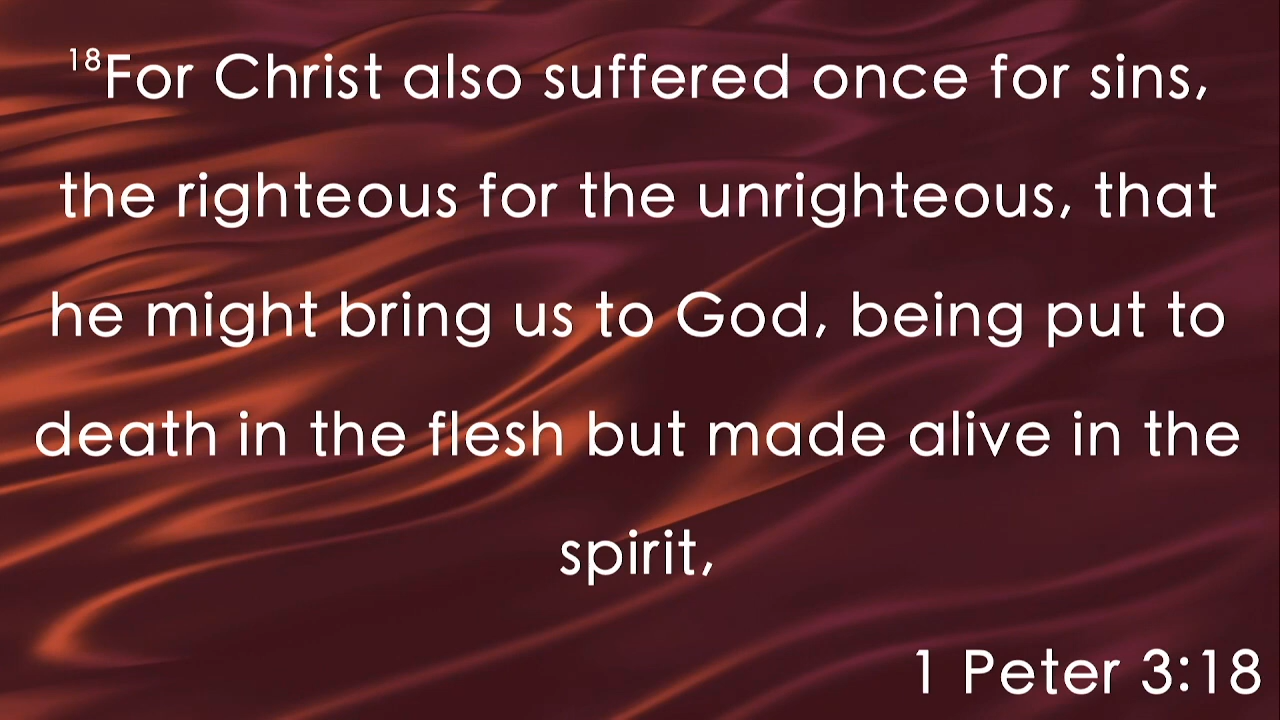 18For Christ also suffered once for sins,
the righteous for the unrighteous, that
he might bring us to God, being put to
death in the flesh but made alive in the
spirit,
1 Peter 3:18